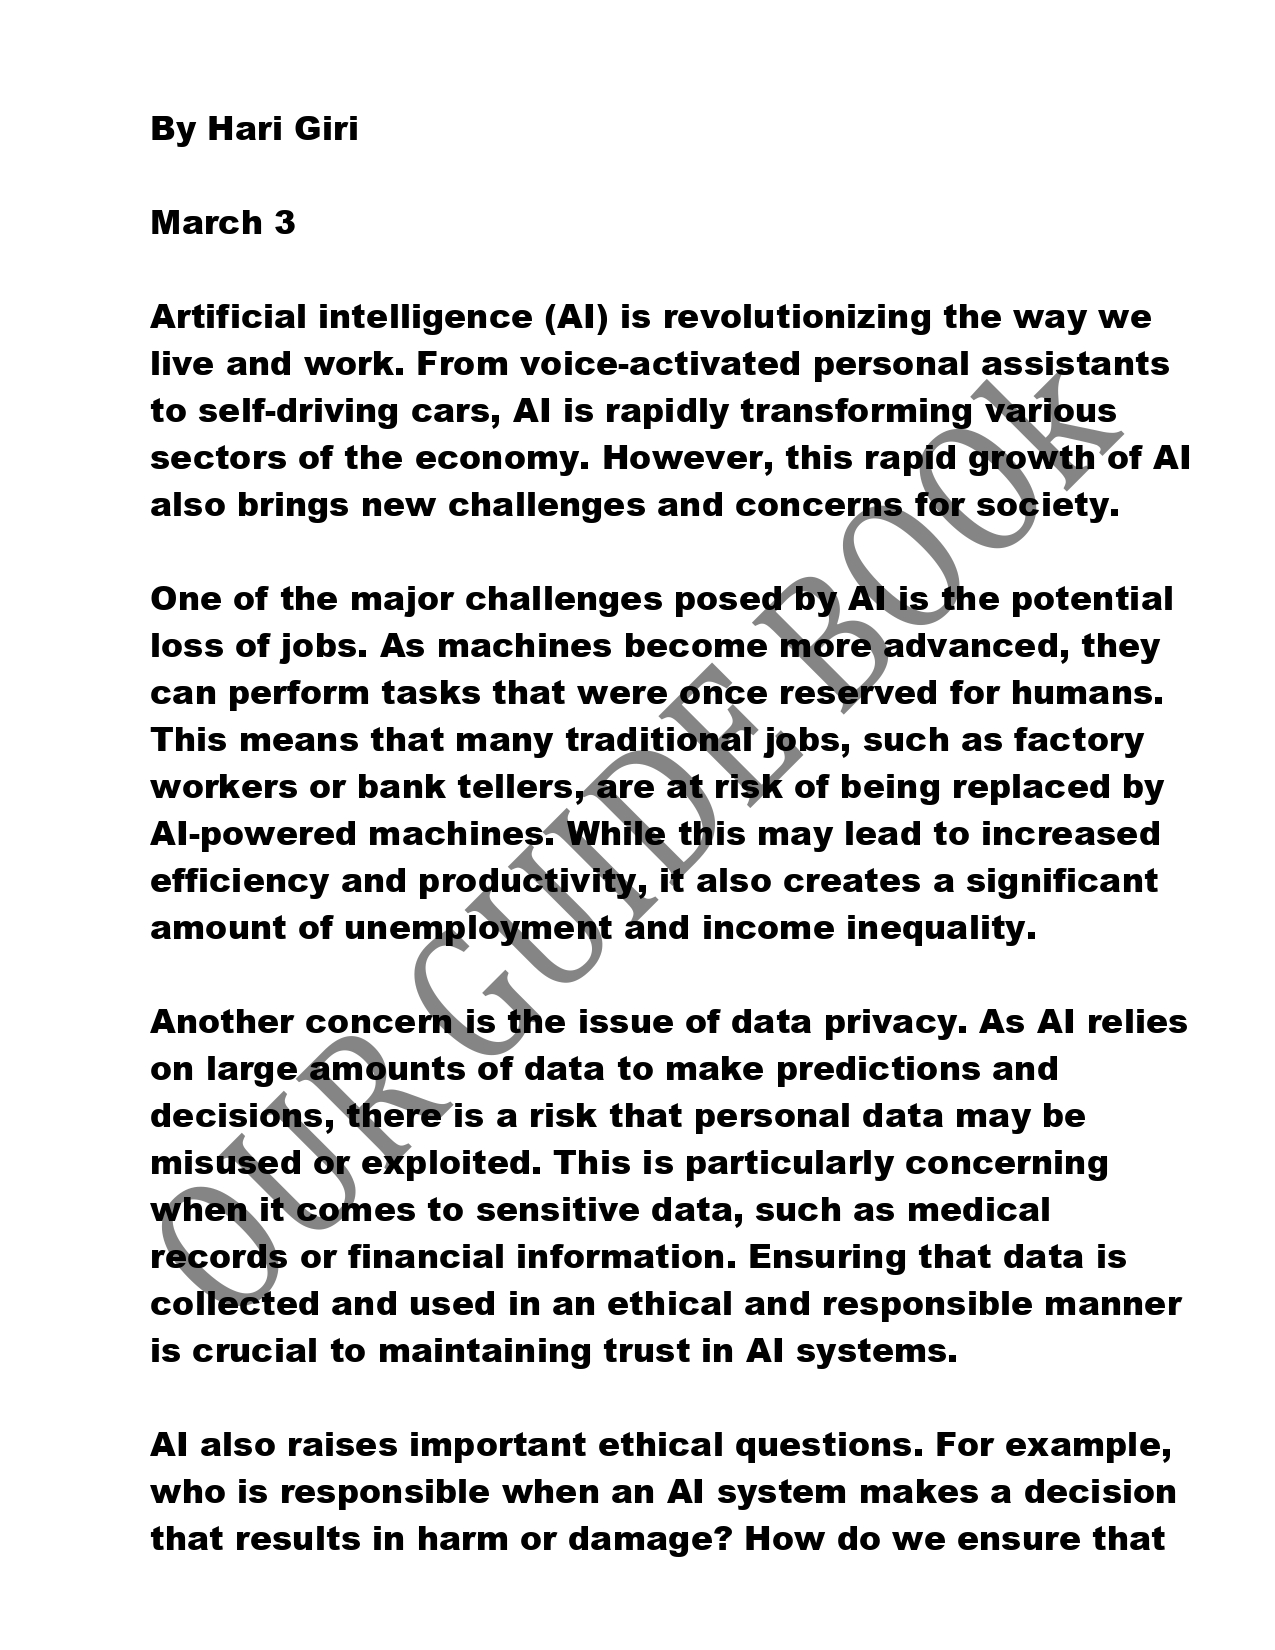 By Hari Giri
March 3
Artificial intelligence (AI) is revolutionizing the way we
live and work. From voice-activated personal assistants
to self-driving cars, AI is rapidly transforming various
sectors of the economy. However, this rapid growth of AI
also brings new challenges and concerns for society.
One of the major challenges posed by AI is the potential
loss of jobs. As machines become more advanced, they
can perform tasks that were once reserved for humans.
This means that many traditional jobs, such as factory
workers or bank tellers, are at risk of being replaced by
AI-powered machines. While this may lead to increased
efficiency and productivity, it also creates a significant
amount of unemployment and income inequality.
Another concern is the issue of data privacy. As AI relies
on large amounts of data to make predictions and
decisions, there is a risk that personal data may be
misused or exploited. This is particularly concerning
when it comes to sensitive data, such as medical
records or financial information. Ensuring that data is
collected and used in an ethical and responsible manner
is crucial to maintaining trust in AI systems.
AI also raises important ethical questions. For example,
who is responsible when an AI system makes a decision
that results in harm or damage? How do we ensure that
OUR GUIDE BOOk